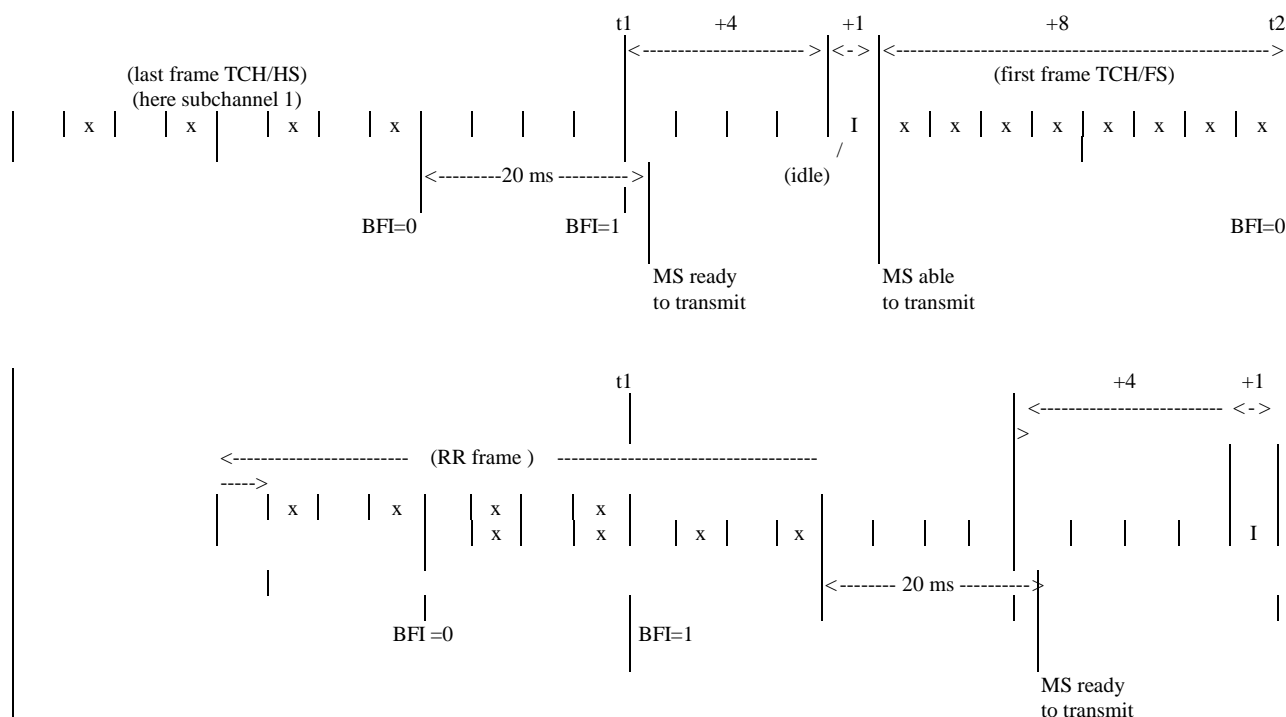 t1 +4 +1 +8 t2
<----------------------- > <- > <--------------------------------------------- >
(last frame TCH/HS) (first frame TCH/FS)
(here subchannel 1)
x x x x I x x x x x x x x
/
<---------20 ms ---------- > (idle)
BFI=0 BFI=1 BFI=0
MS ready MS able
to transmit to transmit
t1 +4 +1
<--------------------- <- >
>
<------------------------ (RR frame ) ---------------------------------
----->
x x x x
x x x x I
<-------- 20 ms ---------- >
BFI =0 BFI=1
MS ready
to transmit